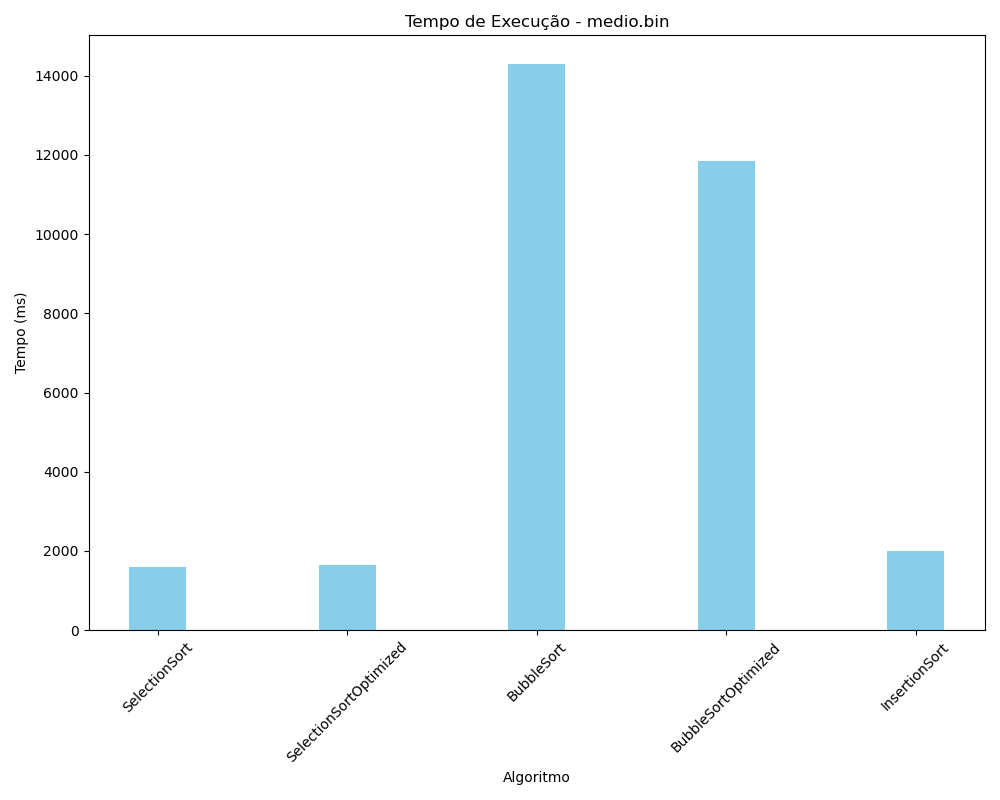 Tempo de Execução - medio.bin
Tempo (ms)
14000
12000
10000
8000
6000
4000
2000
0
SelectionSort
SelectionSortOptimized
BubbleSort
BubbleSortOptimized
InsertionSort
Algoritmo